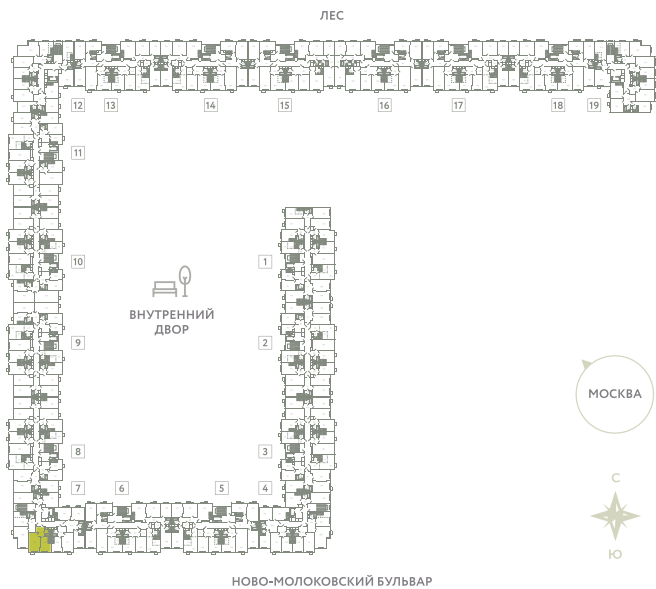 ЛЕС
12 13 14 15 16 17 18 19
11
10 1
ВНУТРЕННИЙ
ДВОР
9 2
МОСКВА
8 3
7 6 5 4
С
Ю
НОВО-МОЛОКОВСКИЙ БУЛЬВАР